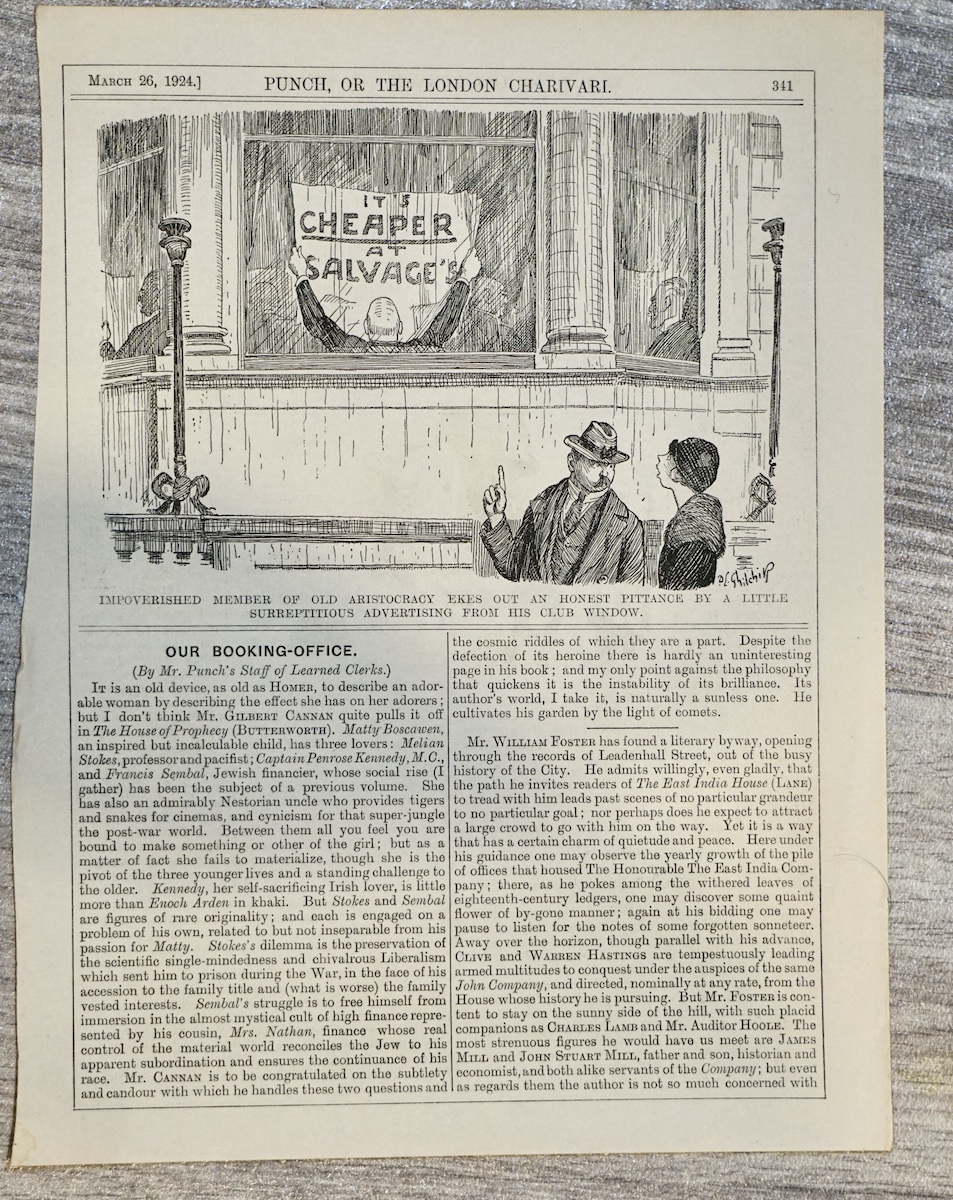 MARCH 26, 1924.] PUNCH, OR THE LONDON CHARIVARI. 341
IT'S
CHEAPER
AT
SALVAGE'S
IMPOVERISHED MEMBER OF OLD ARISTOCRACY EKES OUT AN HONEST PITTANCE BY A LITTLE
SURREPTITIOUS ADVERTISING FROM HIS CLUB WINDOW.
OUR BOOKING-OFFICE.
(By Mr. Punch's Staff of Learned Clerks.)
IT is an old device, as old as HOMER, to describe an ador-
able woman by describing the effect she has on her adorers;
but I don't think Mr. GILBERT CANNAN quite pulls it off
in The House of Prophecy (BUTTERWORTH). Matty Boscawen,
an inspired but incalculable child, has three lovers: Melian
Stokes, professor and pacifist; Captain Penrose Kennedy, M.C.,
and Francis Sembal, Jewish financier, whose social rise (I
gather) has been the subject of a previous volume. She
has also an admirably Nestorian uncle who provides tigers
and snakes for cinemas, and cynicism for that super-jungle
the post-war world. Between them all you feel you are
bound to make something or other of the girl; but as a
matter of fact she fails to materialize, though she is the
pivot of the three younger lives and a standing challenge to
the older. Kennedy, her self-sacrificing Irish lover, is little
more than Enoch Arden in khaki. But Stokes and Sembal
are figures of rare originality; and each is engaged on a
problem of his own, related to but not inseparable from his
passion for Matty. Stokes's dilemma is the preservation of
the scientific single-mindedness and chivalrous Liberalism
which sent him to prison during the War, in the face of his
accession to the family title and (what is worse) the family
vested interests. Sembal's struggle is to free himself from
immersion in the almost mystical cult of high finance repre-
sented by his cousin, Mrs. Nathan, finance whose real
control of the material world reconciles the Jew to his
apparent subordination and ensures the continuance of his
race. Mr. CANNAN is to be congratulated on the subtlety
and candour with which he handles these two questions and
the cosmic riddles of which they are a part. Despite the
defection of its heroine there is hardly an uninteresting
page in his book; and my only point against the philosophy
that quickens it is the instability of its brilliance. Its
author's world, I take it, is naturally a sunless one. He
cultivates his garden by the light of comets.
Mr. WILLIAM FOSTER has found a literary byway, opening
through the records of Leadenhall Street, out of the busy
history of the City. He admits willingly, even gladly, that
the path he invites readers of The East India House (LANE)
to tread with him leads past scenes of no particular grandeur
to no particular goal; nor perhaps does he expect to attract
a large crowd to go with him on the way. Yet it is a way
that has a certain charm of quietude and peace. Here under
his guidance one may observe the yearly growth of the pile
of offices that housed The Honourable The East India Com-
pany; there, as he pokes among the withered leaves of
eighteenth-century ledgers, one may discover some quaint
flower of by-gone manner; again at his bidding one may
pause to listen for the notes of some forgotten sonneteer.
Away over the horizon, though parallel with his advance,
CLIVE and WARREN HASTINGS are tempestuously leading
armed multitudes to conquest under the auspices of the same
John Company, and directed, nominally at any rate, from the
House whose history he is pursuing. But Mr. FOSTER is con-
tent to stay on the sunny side of the hill, with such placid
companions as CHARLES LAMB and Mr. Auditor HOOLE. The
most strenuous figures he would have us meet are JAMES
MILL and JOHN STUART MILL, father and son, historian and
economist, and both alike servants of the Company; but even
as regards them the author is not so much concerned with